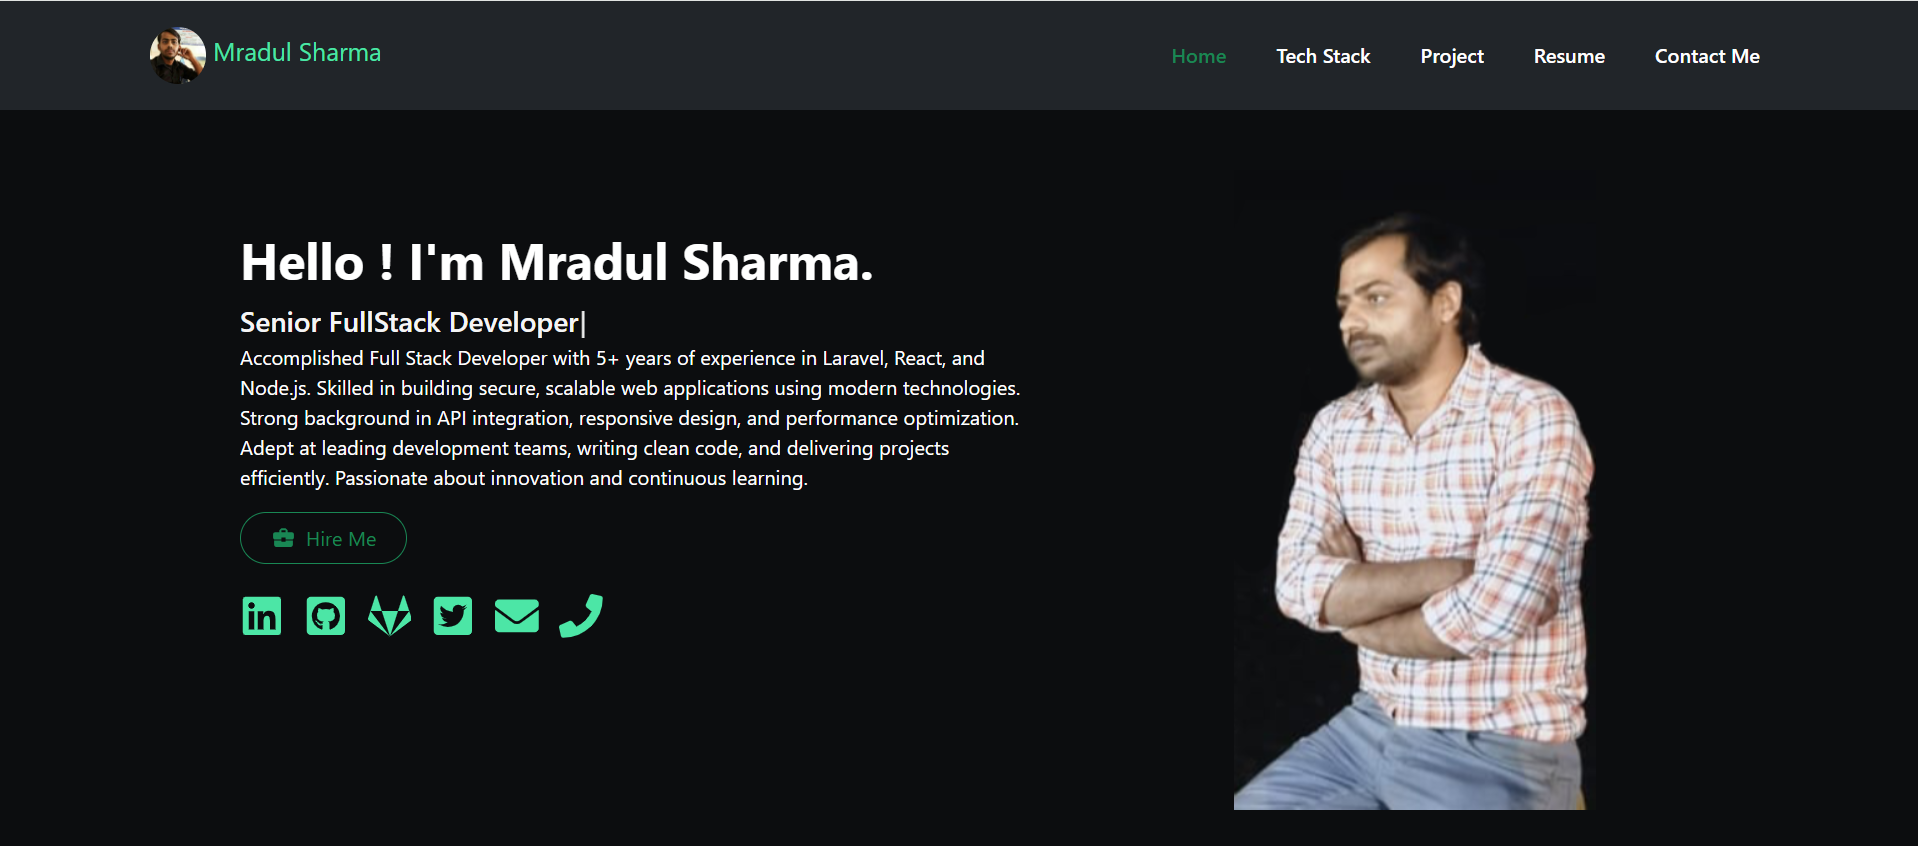 Mradul Sharma
Home Tech Stack Project Resume Contact Me
Hello ! I'm Mradul Sharma.
Senior FullStack Developer|
Accomplished Full Stack Developer with 5+ years of experience in Laravel, React, and
Node.js. Skilled in building secure, scalable web applications using modern technologies.
Strong background in API integration, responsive design, and performance optimization.
Adept at leading development teams, writing clean code, and delivering projects
efficiently. Passionate about innovation and continuous learning.
Hire Me
in